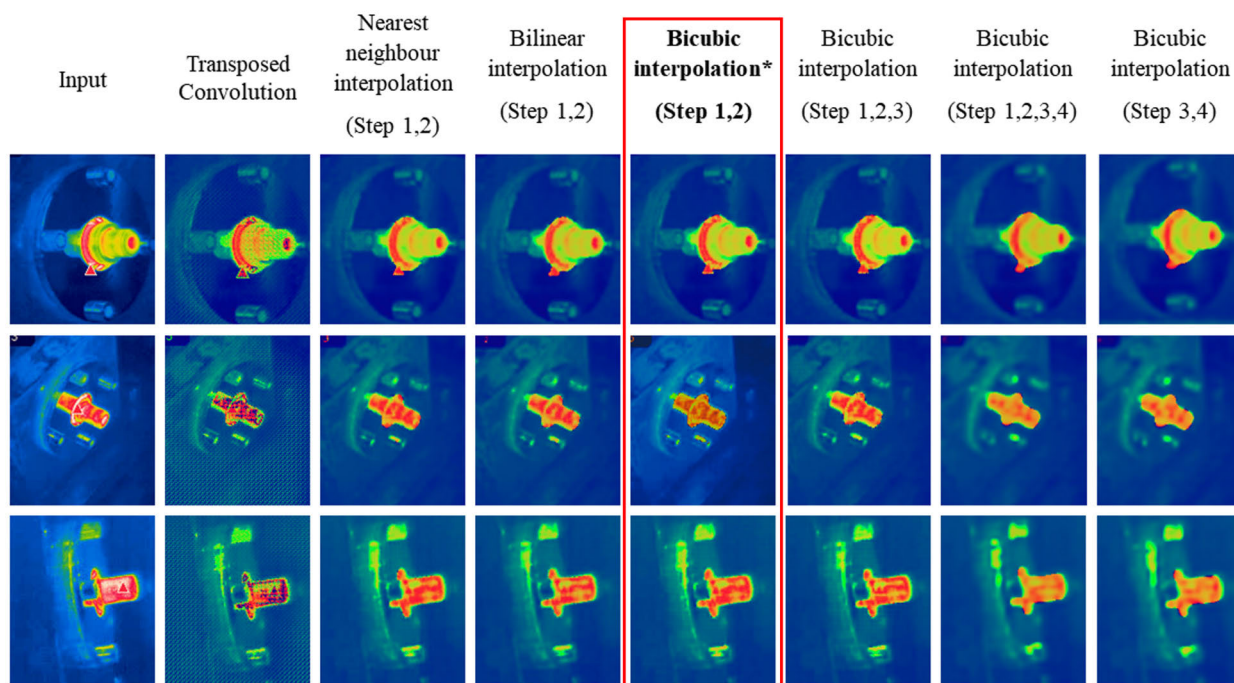 Input
Transposed
Convolution
Nearest
neighbour
interpolation
(Step 1,2)
Bilinear
interpolation
(Step 1,2)
Bicubic
interpolation*
(Step 1,2)
Bicubic
interpolation
(Step 1,2,3)
Bicubic
interpolation
(Step 1,2,3,4)
Bicubic
interpolation
(Step 3,4)